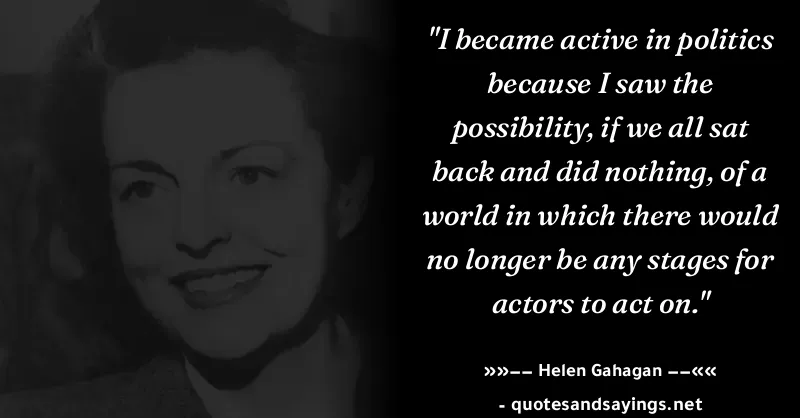 "I became active in politics
because I saw the
possibility, if we all sat
back and did nothing, of a
world in which there would
no longer be any stages for
actors to act on."
»»−− Helen Gahagan −−««
- quotesandsayings.net